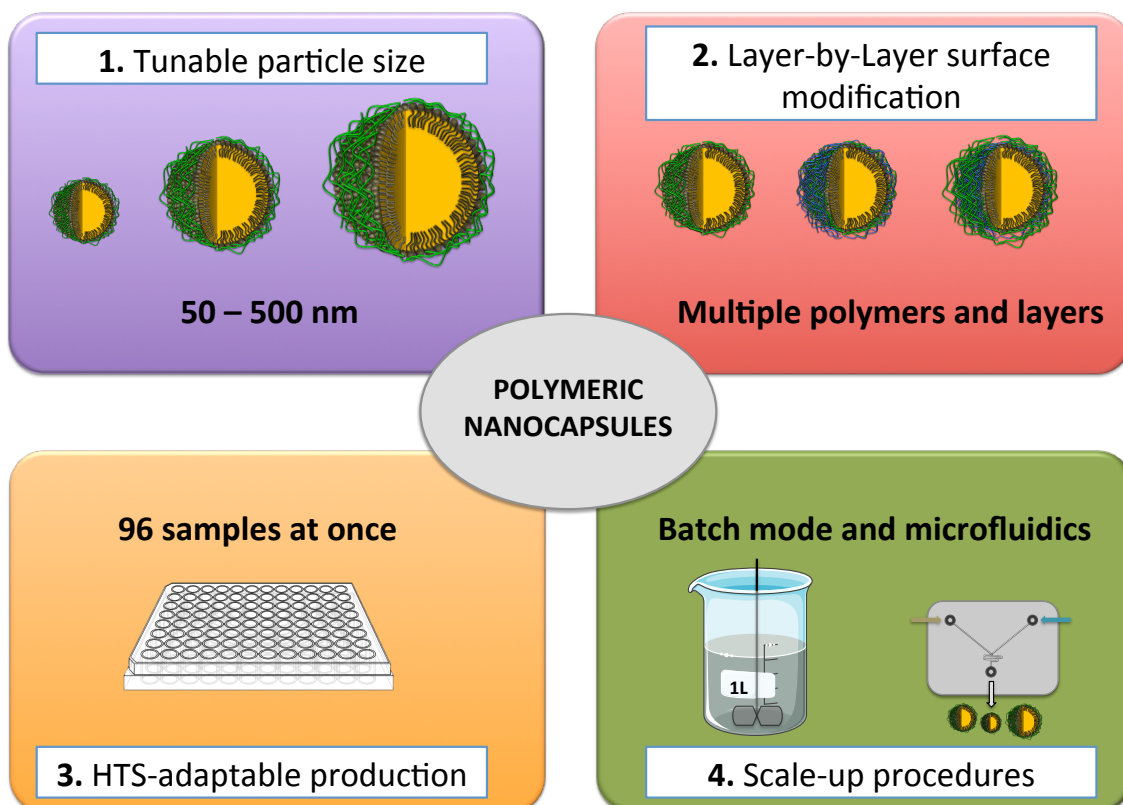 1. Tunable particle size
50 – 500 nm
2. Layer-by-Layer surface
modification
Multiple polymers and layers
POLYMERIC
NANOCAPSULES
96 samples at once
3. HTS-adaptable production
Batch mode and microfluidics
1L
4. Scale-up procedures